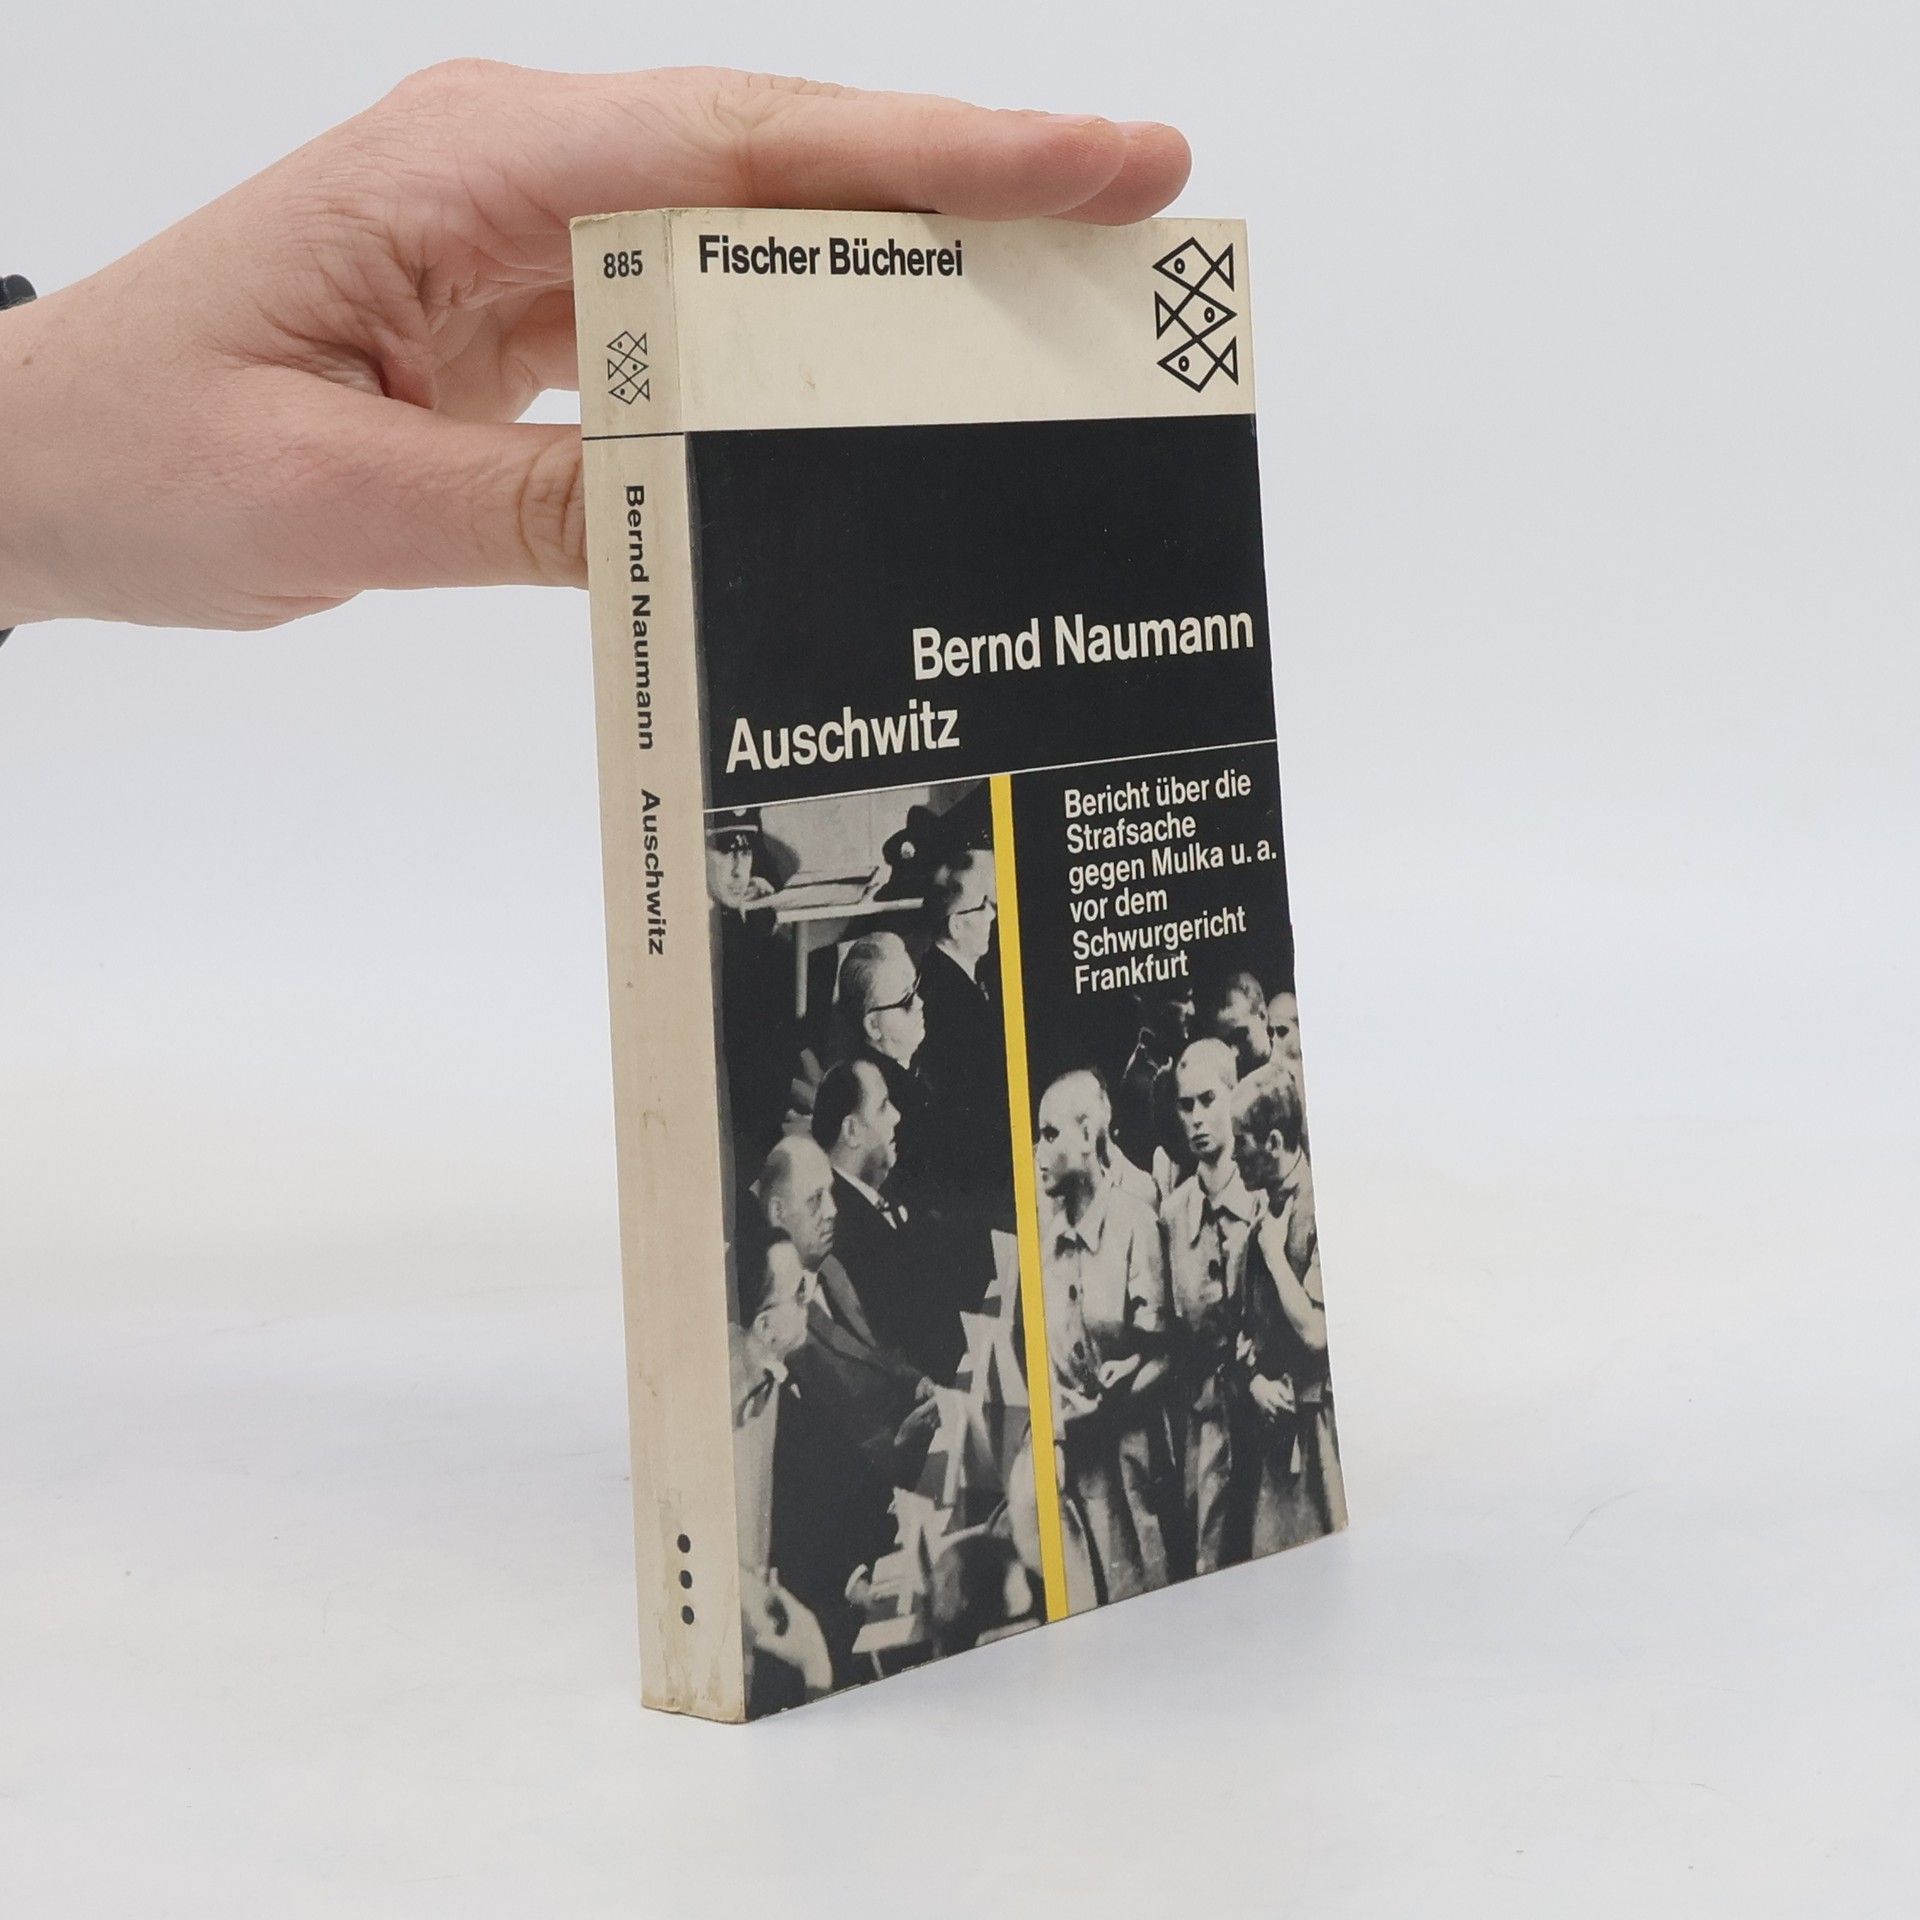 885
Bernd Naumann Auschwitz
Fischer Bücherei
Bernd Naumann
Auschwitz
Bericht über die
Strafsache
gegen Mulka u. a.
vor dem
Schwurgericht
Frankfurt